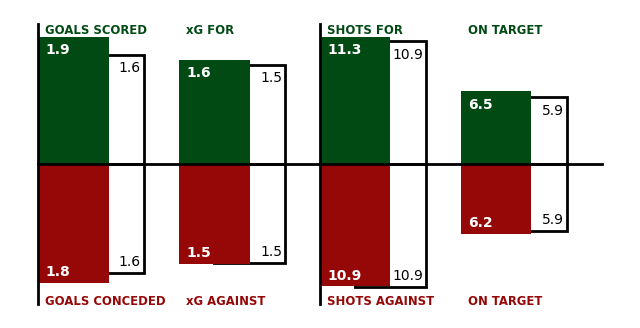 GOALS SCORED xG FOR SHOTS FOR ON TARGET
1.9 1.6 1.6 1.5 11.3 10.9 6.5 5.9
1.8 1.6 1.5 1.5 10.9 10.9 6.2 5.9
GOALS CONCEDED xG AGAINST SHOTS AGAINST ON TARGET